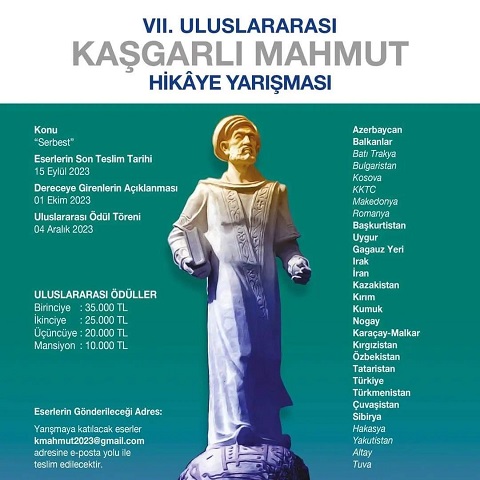 VII. ULUSLARARASI
KAŞGARLI MAHMUT
HİKÂYE YARIŞMASI
Konu
“Serbest”
Eserlerin Son Teslim Tarihi
15 Eylül 2023
Dereceye Girenlerin Açıklanması
01 Ekim 2023
Uluslararası Ödül Töreni
04 Aralık 2023
ULUSLARARASI ÖDÜLLER
Birinciye : 35.000 TL
İkinciye : 25.000 TL
Üçüncüye : 20.000 TL
Mansiyon : 10.000 TL
Eserlerin Gönderileceği Adres:
Yarışmaya katılacak eserler
kmahmut2023@gmail.com
adresine e-posta yolu ile
teslim edilecektir.
Azerbaycan
Balkanlar
Batı Trakya
Bulgaristan
Kosova
KKTC
Makedonya
Romanya
Başkurtistan
Uygur
Gagauz Yeri
Irak
İran
Kazakistan
Kırım
Kumuk
Nogay
Karaçay-Malkar
Kırgızistan
Özbekistan
Tataristan
Türkiye
Türkmenistan
Çuvaşistan
Sibirya
Hakasya
Yakutistan
Altay
Tuva